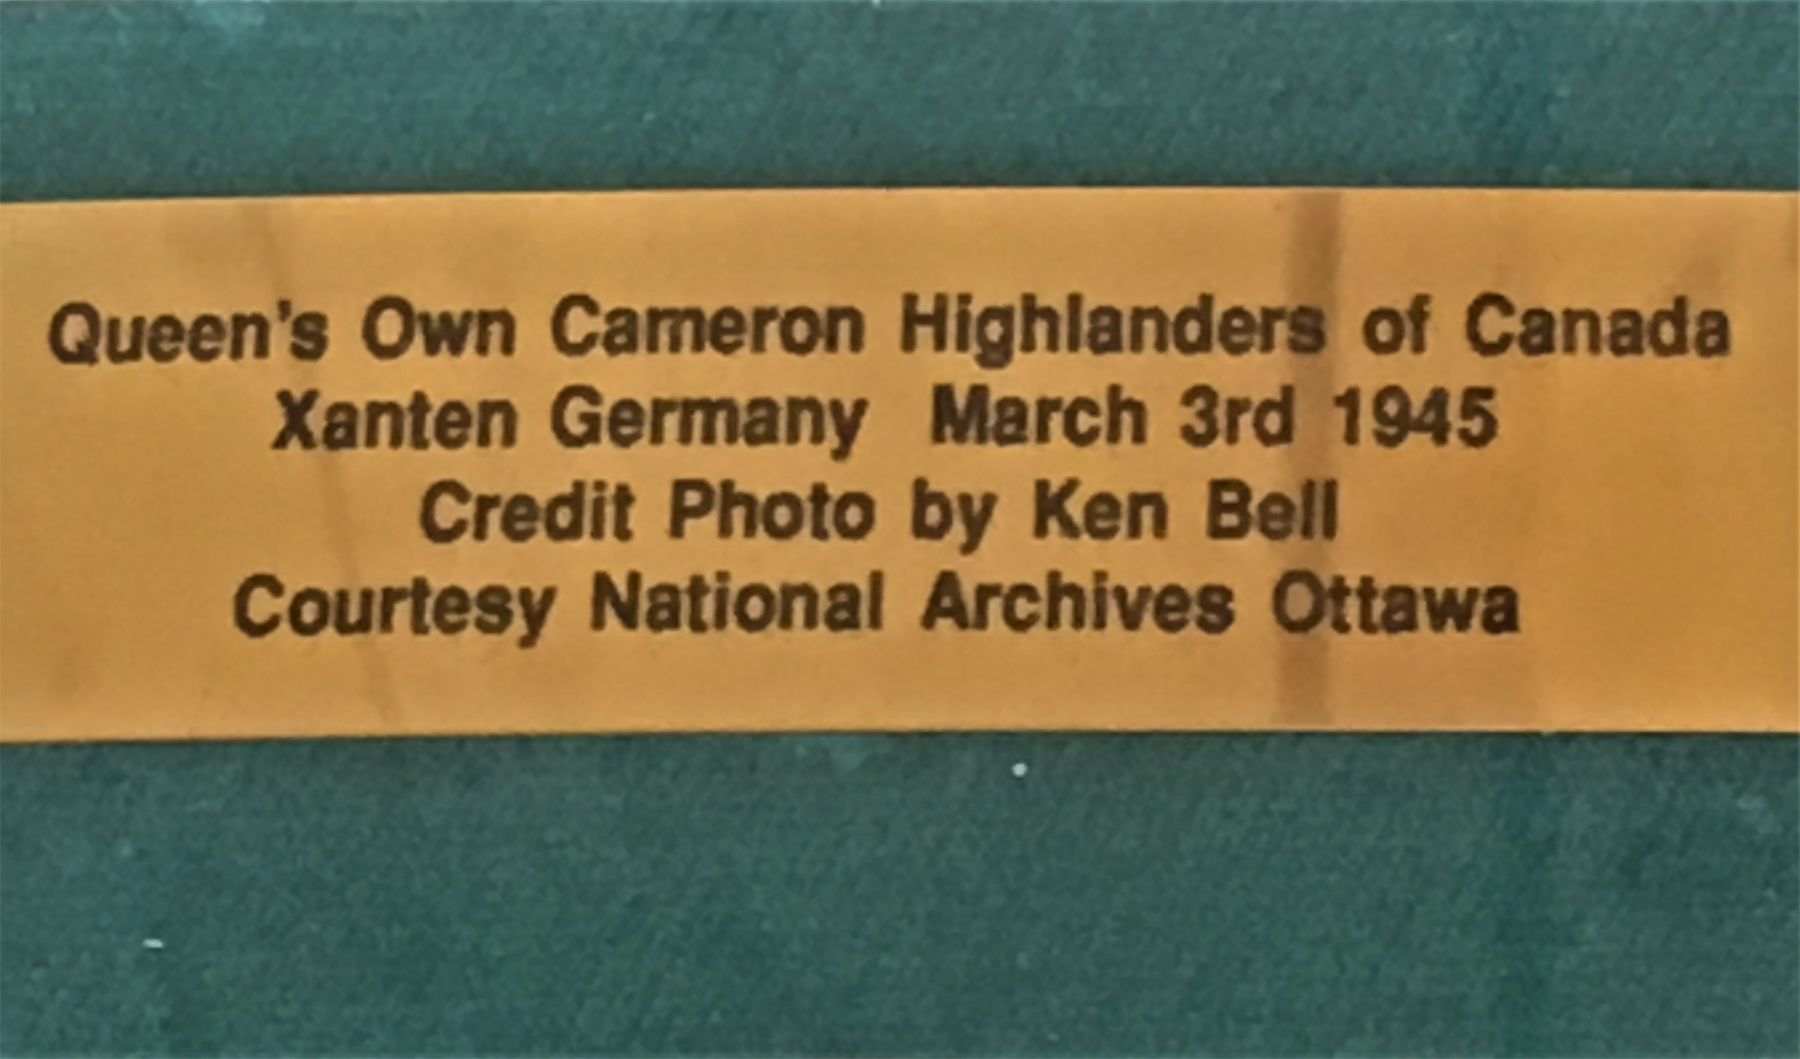 Queen's Own Cameron Highlanders of Canada
Xanten Germany March 3rd 1945
Credit Photo by Ken Bell
Courtesy National Archives Ottawa